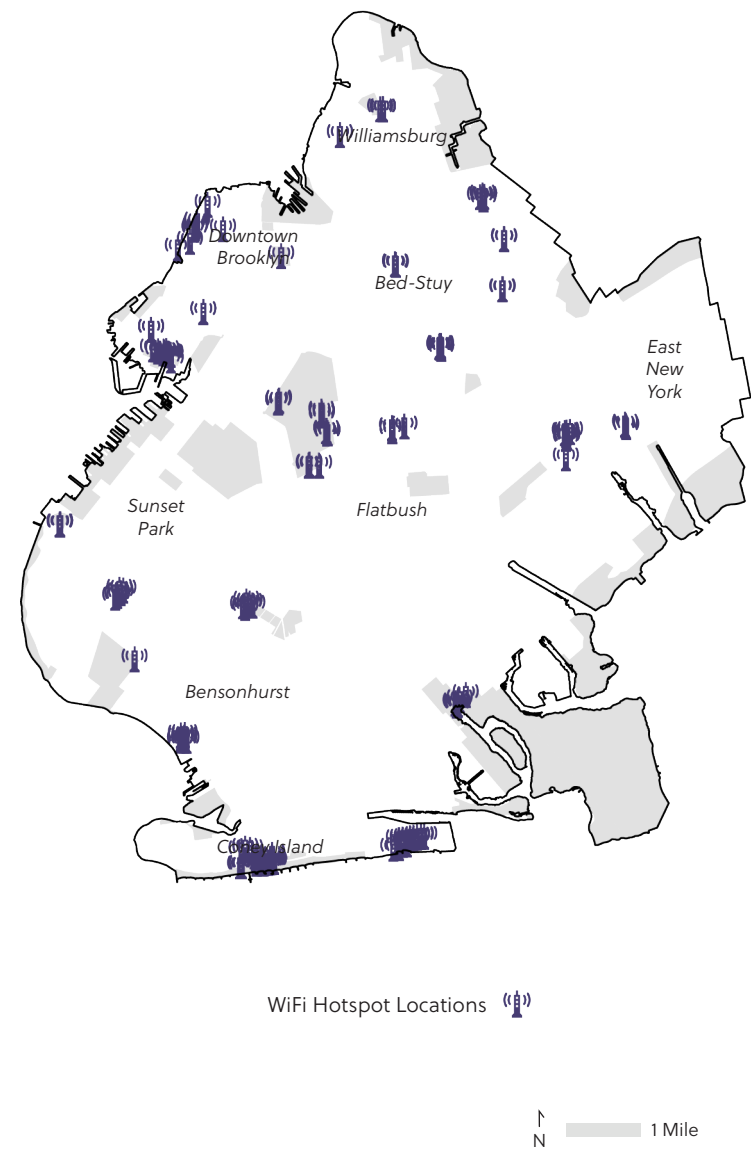 Williamsburg
Downtown
Brooklyn
Bed-Stuy
East
New
York
Sunset
Park
Flatbush
Bensonhurst
Coney Island
WiFi Hotspot Locations
N
1 Mile